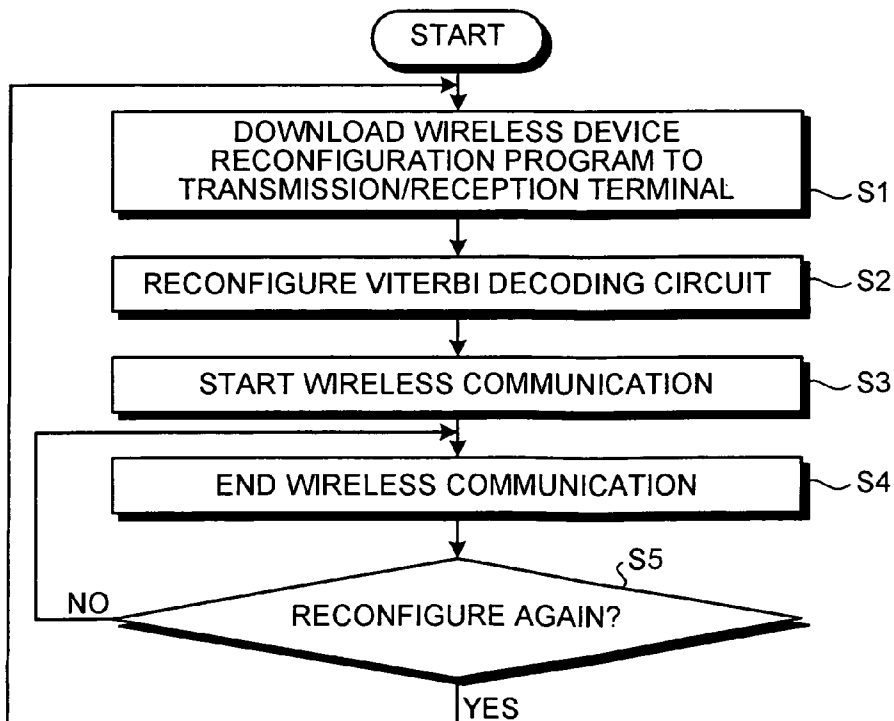 START
DOWNLOAD WIRELESS DEVICE
RECONFIGURATION PROGRAM TO
TRANSMISSION/RECEPTION TERMINAL
S1
RECONFIGURE VITERBI DECODING CIRCUIT
S2
START WIRELESS COMMUNICATION
S3
END WIRELESS COMMUNICATION
S4
S5
NO
RECONFIGURE AGAIN?
YES